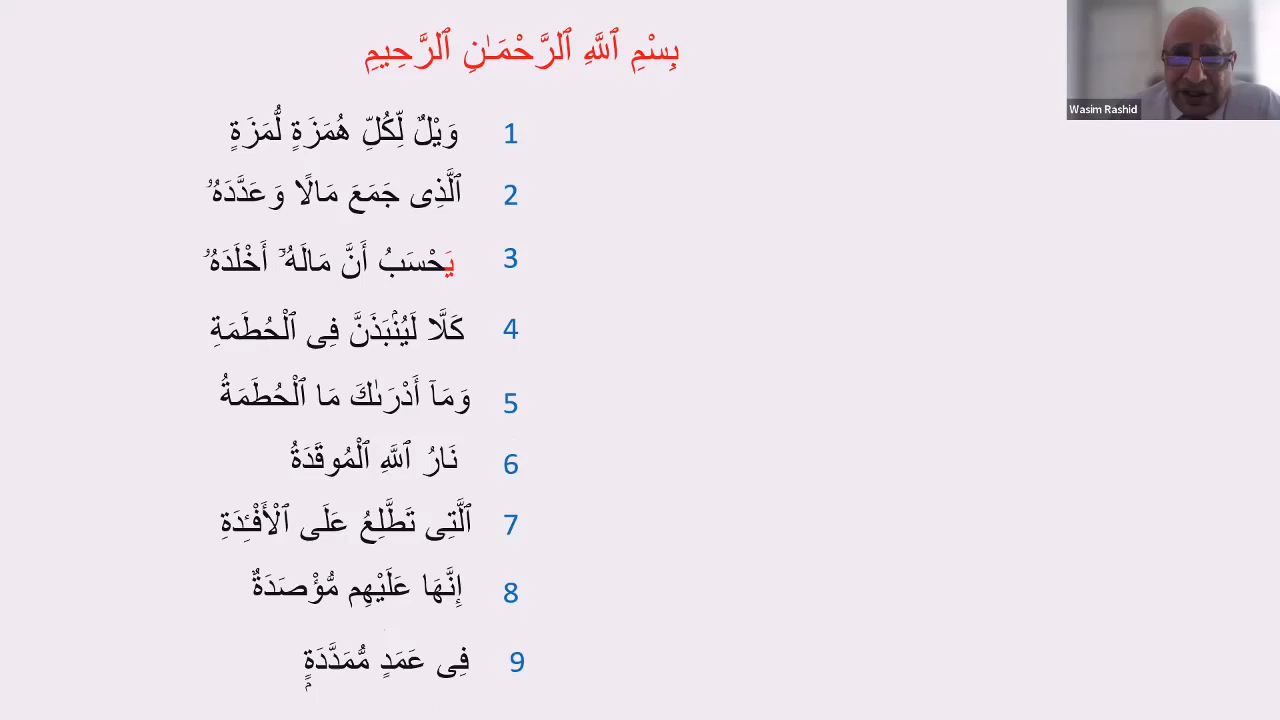 بِسْمِ ٱللَّهِ ٱلرَّحْمَـٰنِ ٱلرَّحِيمِ
Wasim Rashid
1 وَيْلٌ لِّكُلِّ هُمَزَةٍ لُّمَزَةٍ
2 ٱلَّذِى جَمَعَ مَالًا وَعَدَّدَهُۥ
3 يَحْسَبُ أَنَّ مَالَهُۥٓ أَخْلَدَهُۥ
4 كَلَّا لَيُنۢبَذَنَّ فِى ٱلْحُطَمَةِ
5 وَمَآ أَدْرَىٰكَ مَا ٱلْحُطَمَةُ
6 نَارُ ٱللَّهِ ٱلْمُوقَدَةُ
7 ٱلَّتِى تَطَّلِعُ عَلَى ٱلْأَفْـِٔدَةِ
8 إِنَّهَا عَلَيْهِم مُّؤْصَدَةٌ
9 فِى عَمَدٍ مُّمَدَّدَةٍۭ